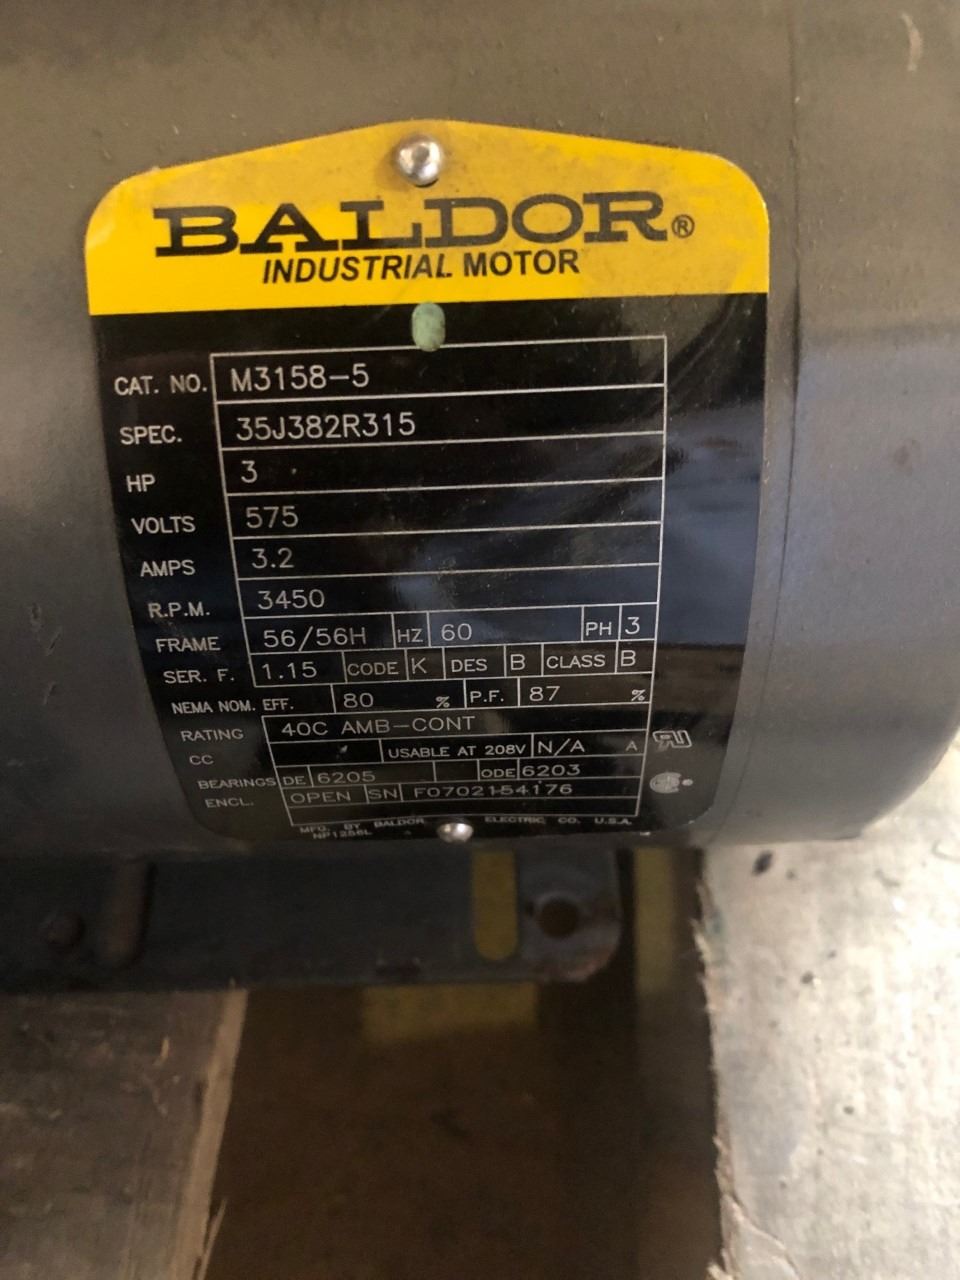 BALDOR®
INDUSTRIAL MOTOR
CAT. NO. M3158-5
SPEC. 35J382R315
HP 3
VOLTS 575
AMPS 3.2
R.P.M. 3450
FRAME 56/56H HZ 60 PH 3
SER. F. 1.15 CODE K DES B CLASS B
NEMA NOM. EFF. 80 % P.F. 87 %
RATING 40C AMB-CONT
CC USABLE AT 208V N/A A
BEARINGS DE 6205 ODE 6203
ENCL. OPEN SN F0702154176
MFG. BY BALDOR ELECTRIC CO. U.S.A.
NP1256L